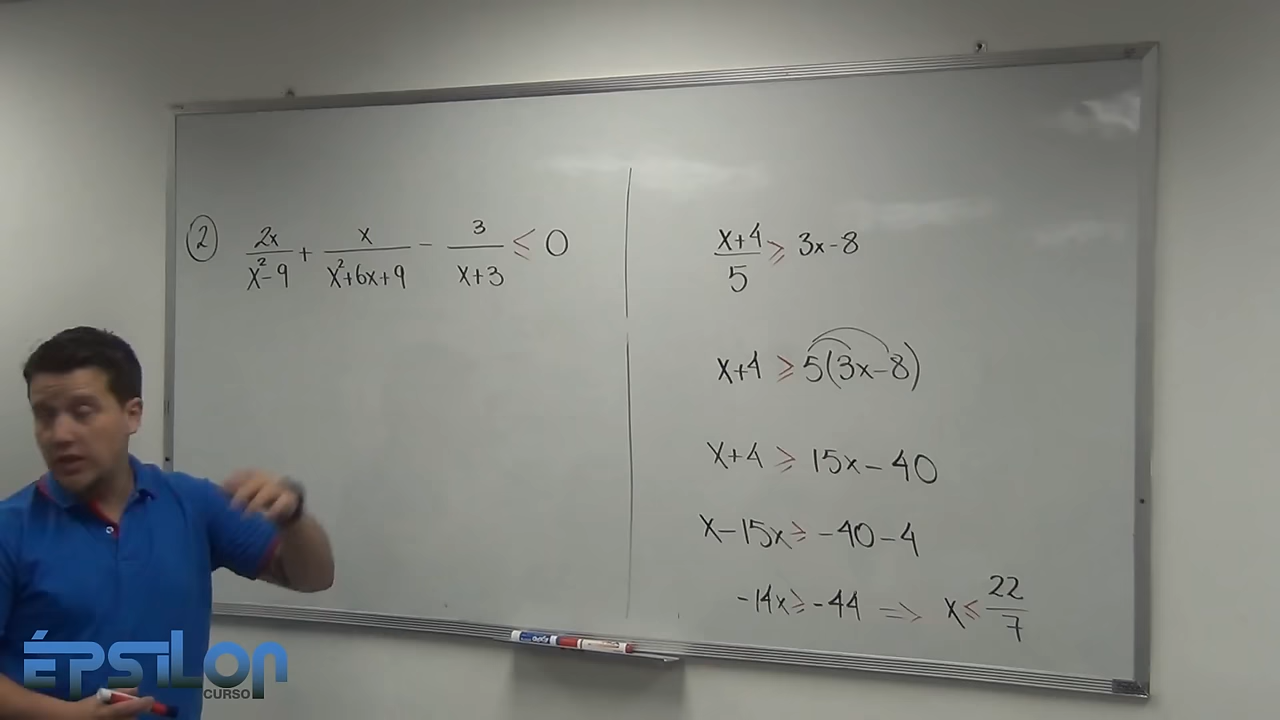 ② 2x/(x²-9) + x/(x²+6x+9) - 3/(x+3) ≤ 0
(x+4)/5 ≥ 3x-8
x+4 ≥ 5(3x-8)
x+4 ≥ 15x-40
x-15x ≥ -40-4
-14x ≥ -44 => x ≤ 22/7
ÉPSILON
CURSO